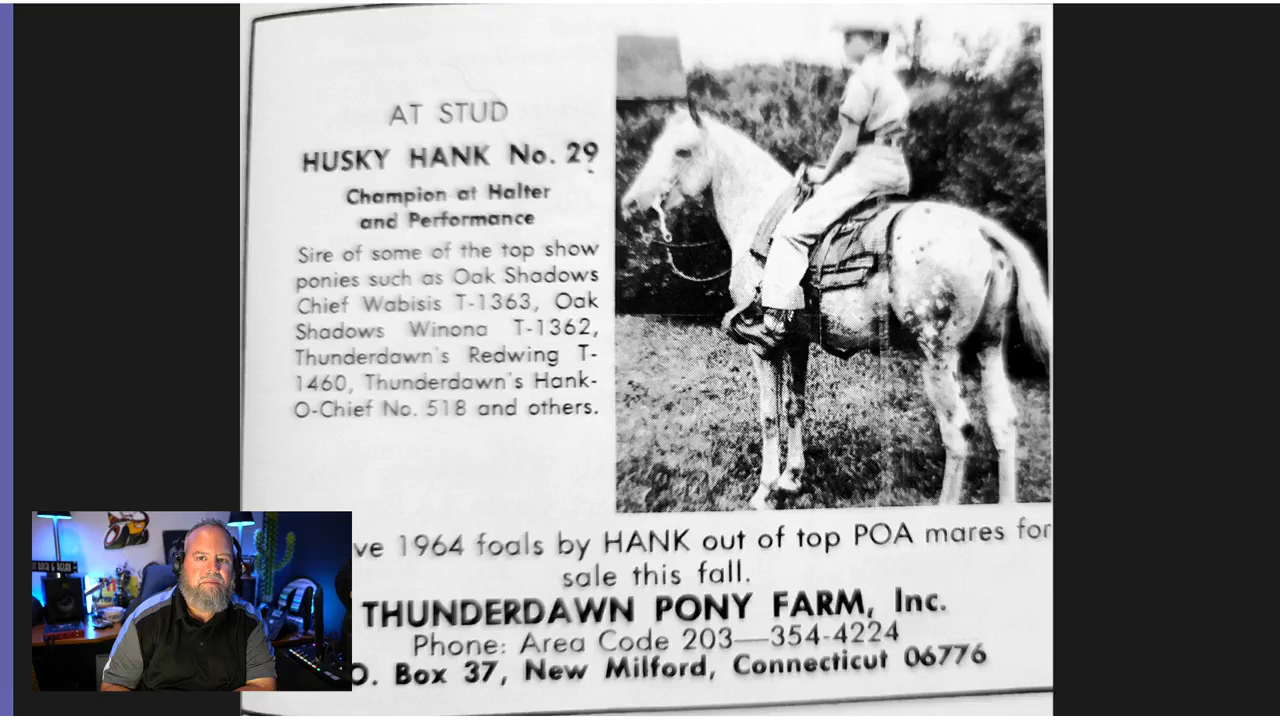 AT STUD
HUSKY HANK No. 29
Champion at Halter
and Performance
Sire of some of the top show
ponies such as Oak Shadows
Chief Wabisis T-1363, Oak
Shadows Winona T-1362,
Thunderdawn's Redwing T-
1460, Thunderdawn's Hank-
O-Chief No. 518 and others.
1964 foals by HANK out of top POA mares for
sale this fall.
THUNDERDAWN PONY FARM, Inc.
Phone: Area Code 203—354-4224
O. Box 37, New Milford, Connecticut 06776